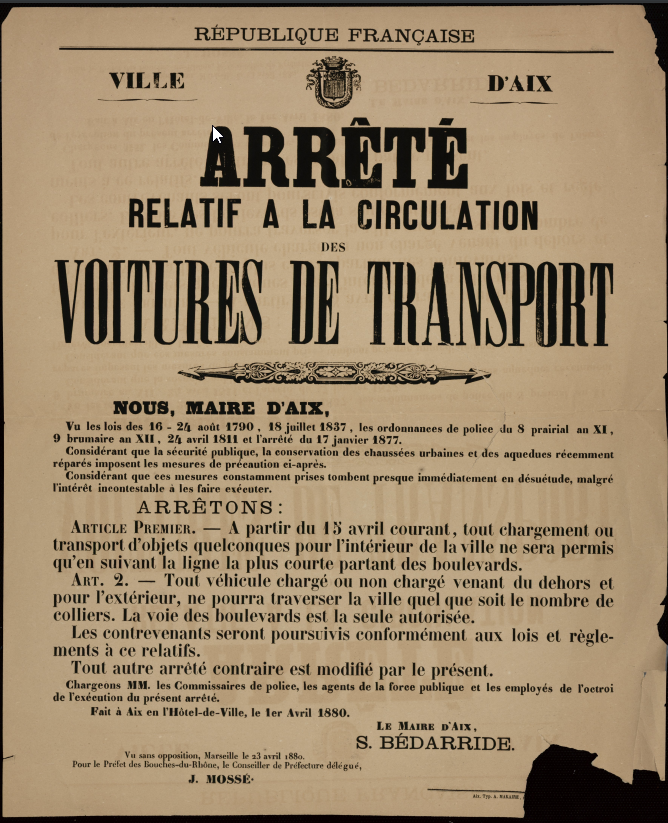 RÉPUBLIQUE FRANÇAISE
VILLE D'AIX
ARRÊTÉ
RELATIF A LA CIRCULATION
DES
VOITURES DE TRANSPORT
NOUS, MAIRE D'AIX,
Vu les lois des 16 - 24 août 1790, 18 juillet 1837, les ordonnances de police du 8 prairial an XI,
9 brumaire an XII, 24 avril 1811 et l'arrêté du 17 janvier 1877.
Considérant que la sécurité publique, la conservation des chaussées urbaines et des aqueducs récemment
réparés imposent les mesures de précaution ci-après.
Considérant que ces mesures constamment prises tombent presque immédiatement en désuétude, malgré
l'intérêt incontestable à les faire exécuter.
ARRÊTONS :
ARTICLE PREMIER. — A partir du 15 avril courant, tout chargement ou
transport d'objets quelconques pour l'intérieur de la ville ne sera permis
qu'en suivant la ligne la plus courte partant des boulevards.
ART. 2. — Tout véhicule chargé ou non chargé venant du dehors et
pour l'extérieur, ne pourra traverser la ville quel que soit le nombre de
colliers. La voie des boulevards est la seule autorisée.
Les contrevenants seront poursuivis conformément aux lois et règle-
ments à ce relatifs.
Tout autre arrêté contraire est modifié par le présent.
Chargeons MM. les Commissaires de police, les agents de la force publique et les employés de l'octroi
de l'exécution du présent arrêté.
Fait à Aix en l'Hôtel-de-Ville, le 1er Avril 1880.
LE MAIRE D'AIX,
S. BÉDARRIDE.
Vu sans opposition, Marseille le 23 avril 1880.
Pour le Préfet des Bouches-du-Rhône, le Conseiller de Préfecture délégué,
J. MOSSÉ.
Aix, Typ. A. MAKAIRE,